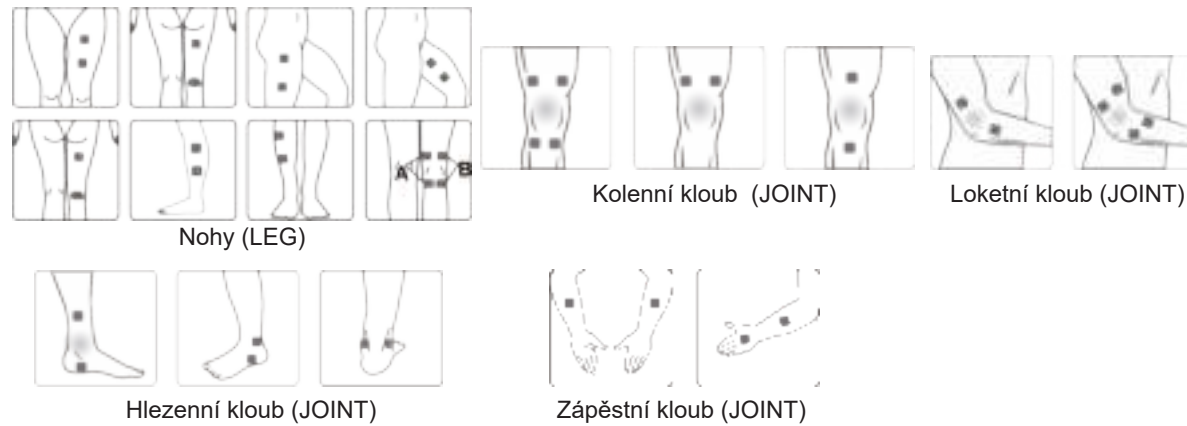 A B
Kolenní kloub (JOINT)
Loketní kloub (JOINT)
Nohy (LEG)
Hlezenní kloub (JOINT)
Zápěstní kloub (JOINT)